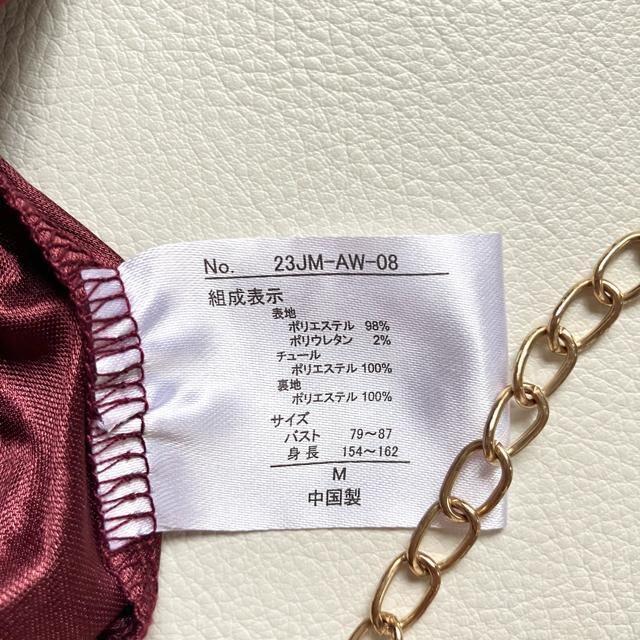 No. 23JM-AW-08
組成表示
表地
ポリエステル 98%
ポリウレタン 2%
チュール
ポリエステル 100%
裏地
ポリエステル 100%
サイズ
バスト 79～87
身長 154～162
M
中国製